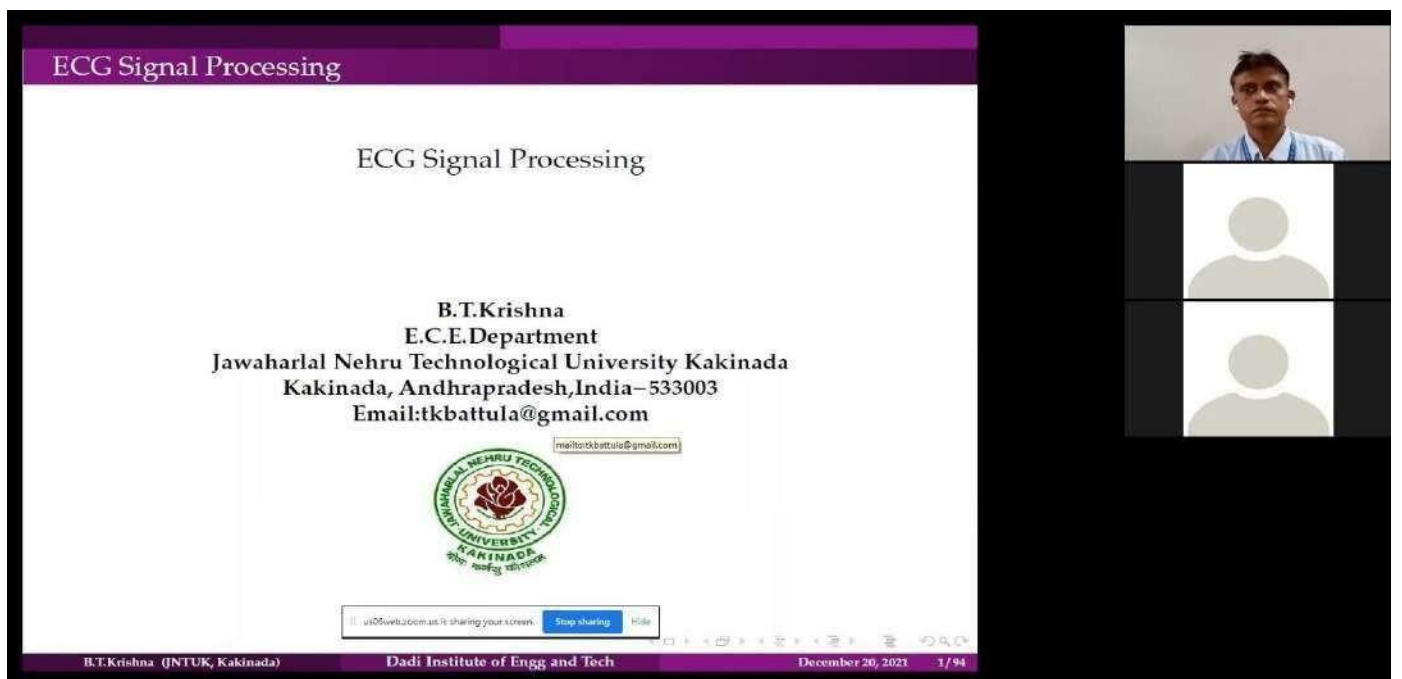 ECG Signal Processing
ECG Signal Processing
B.T.Krishna
E.C.E.Department
Jawaharlal Nehru Technological University Kakinada
Kakinada, Andhrapradesh,India–533003
Email:tkbattula@gmail.com
mailto:tkbattula@gmail.com
JAWAHARLAL NEHRU TECHNOLOGICAL
UNIVERSITY
KAKINADA
us05web.zoom.us is sharing your screen. Stop sharing Hide
B.T.Krishna (JNTUK, Kakinada) Dadi Institute of Engg and Tech December 20, 2021 1/94